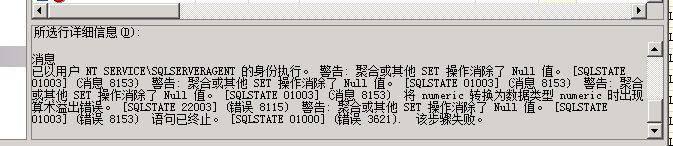 所选行详细信息(D):
消息
已以用户 NT SERVICE\SQLSERVERAGENT 的身份执行。 警告: 聚合或其他 SET 操作消除了 Null 值。 [SQLSTATE
01003] (消息 8153) 警告: 聚合或其他 SET 操作消除了 Null 值。 [SQLSTATE 01003] (消息 8153) 警告: 聚
合或其他 SET 操作消除了 Null 值。 [SQLSTATE 01003] (消息 8153) 将 numeric 转换为数据类型 numeric 时出现
算术溢出错误。 [SQLSTATE 22003] (错误 8115) 警告: 聚合或其他 SET 操作消除了 Null 值。 [SQLSTATE
01003] (错误 8153) 语句已终止。 [SQLSTATE 01000] (错误 3621). 该步骤失败。